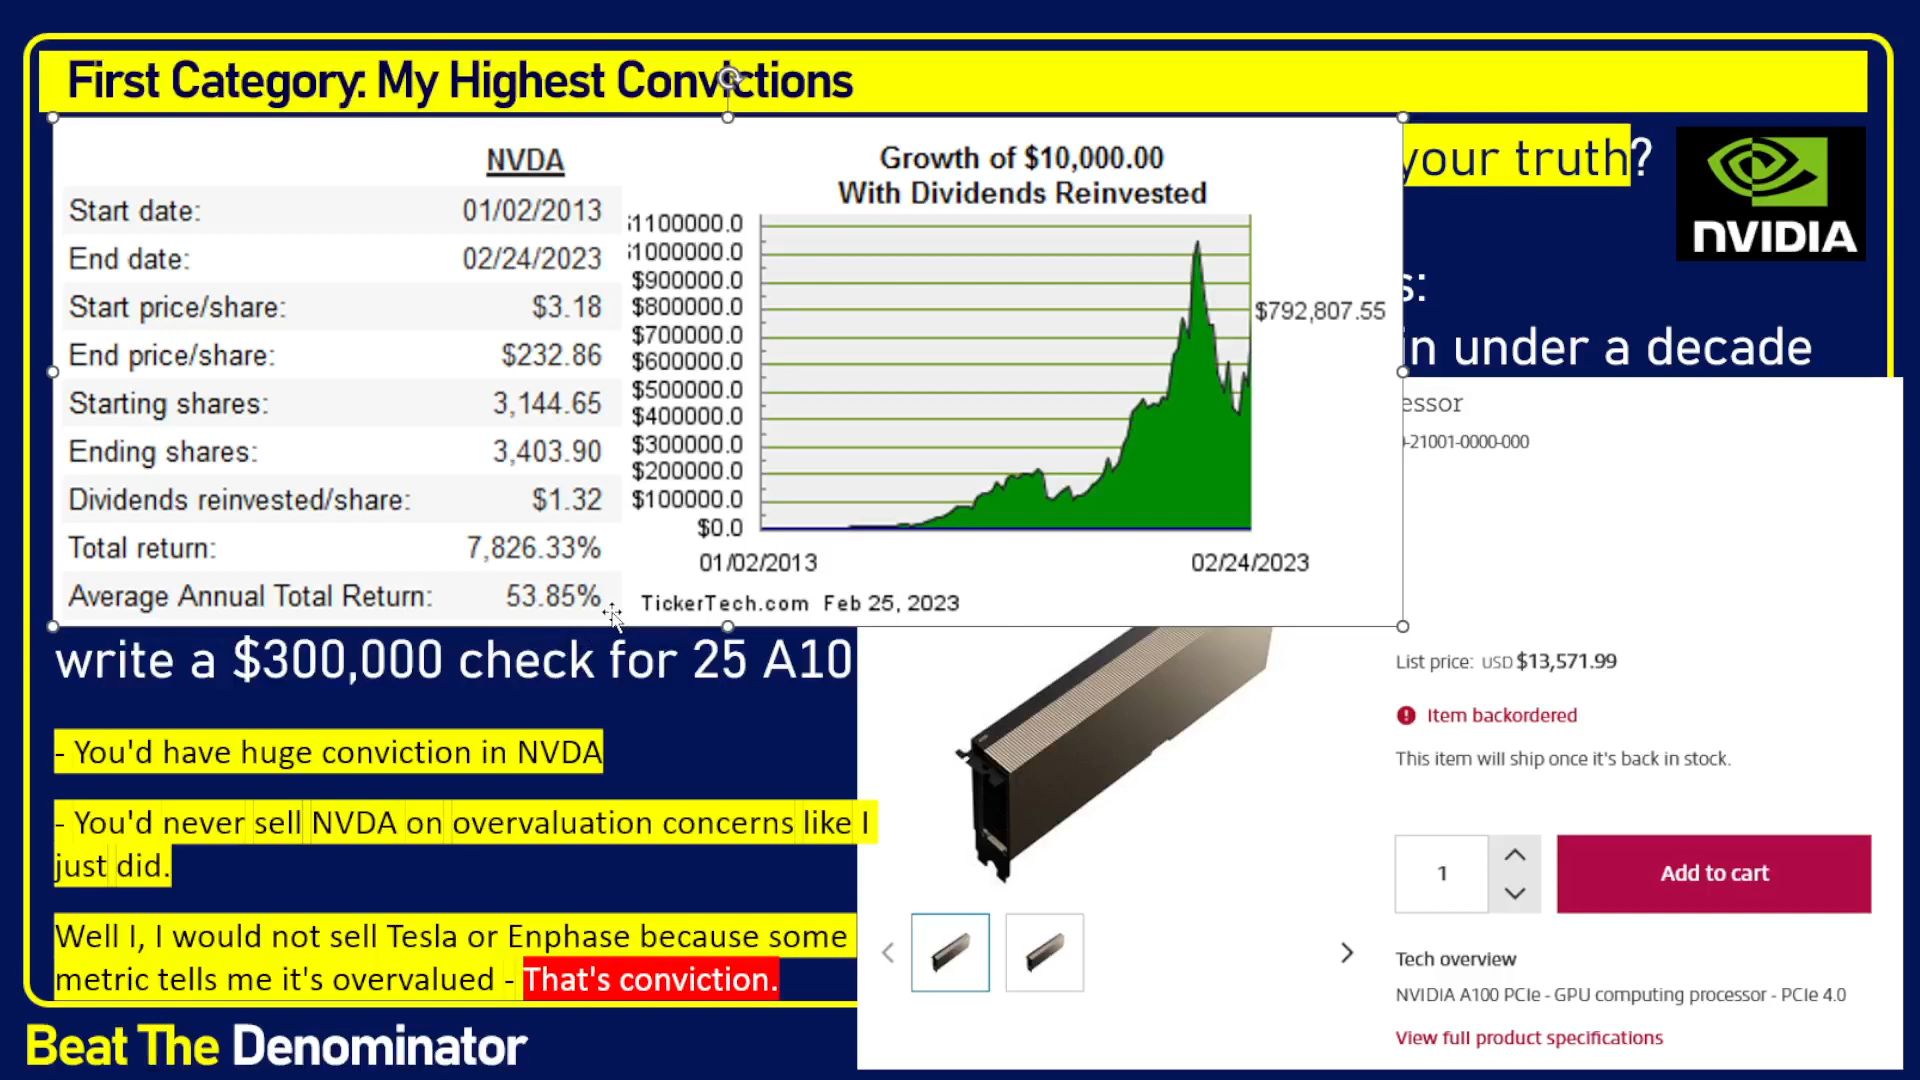 First Category: My Highest Convictions
your truth?
NVIDIA
s:
in under a decade
NVDA
Start date: 01/02/2013
End date: 02/24/2023
Start price/share: $3.18
End price/share: $232.86
Starting shares: 3,144.65
Ending shares: 3,403.90
Dividends reinvested/share: $1.32
Total return: 7,826.33%
Average Annual Total Return: 53.85%
Growth of $10,000.00
With Dividends Reinvested
$1100000.0
$1000000.0
$900000.0
$800000.0
$700000.0
$600000.0
$500000.0
$400000.0
$300000.0
$200000.0
$100000.0
$0.0
$792,807.55
01/02/2013 02/24/2023
TickerTech.com Feb 25, 2023
essor
-21001-0000-000
write a $300,000 check for 25 A10
- You'd have huge conviction in NVDA
- You'd never sell NVDA on overvaluation concerns like I
just did.
Well I, I would not sell Tesla or Enphase because some
metric tells me it's overvalued - That's conviction.
List price: USD $13,571.99
Item backordered
This item will ship once it's back in stock.
1
Add to cart
Tech overview
NVIDIA A100 PCIe - GPU computing processor - PCIe 4.0
View full product specifications
Beat The Denominator